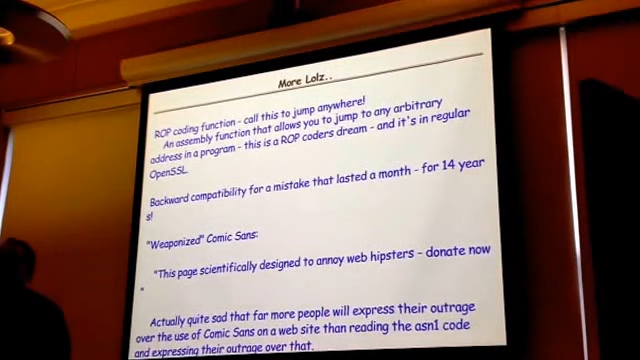 More Lolz..
ROP coding function - call this to jump anywhere!
An assembly function that allows you to jump to any arbitrary
address in a program - this is a ROP coders dream - and it's in regular
OpenSSL.
Backward compatibility for a mistake that lasted a month - for 14 year
s!
"Weaponized" Comic Sans:
"This page scientifically designed to annoy web hipsters - donate now
"
Actually quite sad that far more people will express their outrage
over the use of Comic Sans on a web site than reading the asn1 code
and expressing their outrage over that.